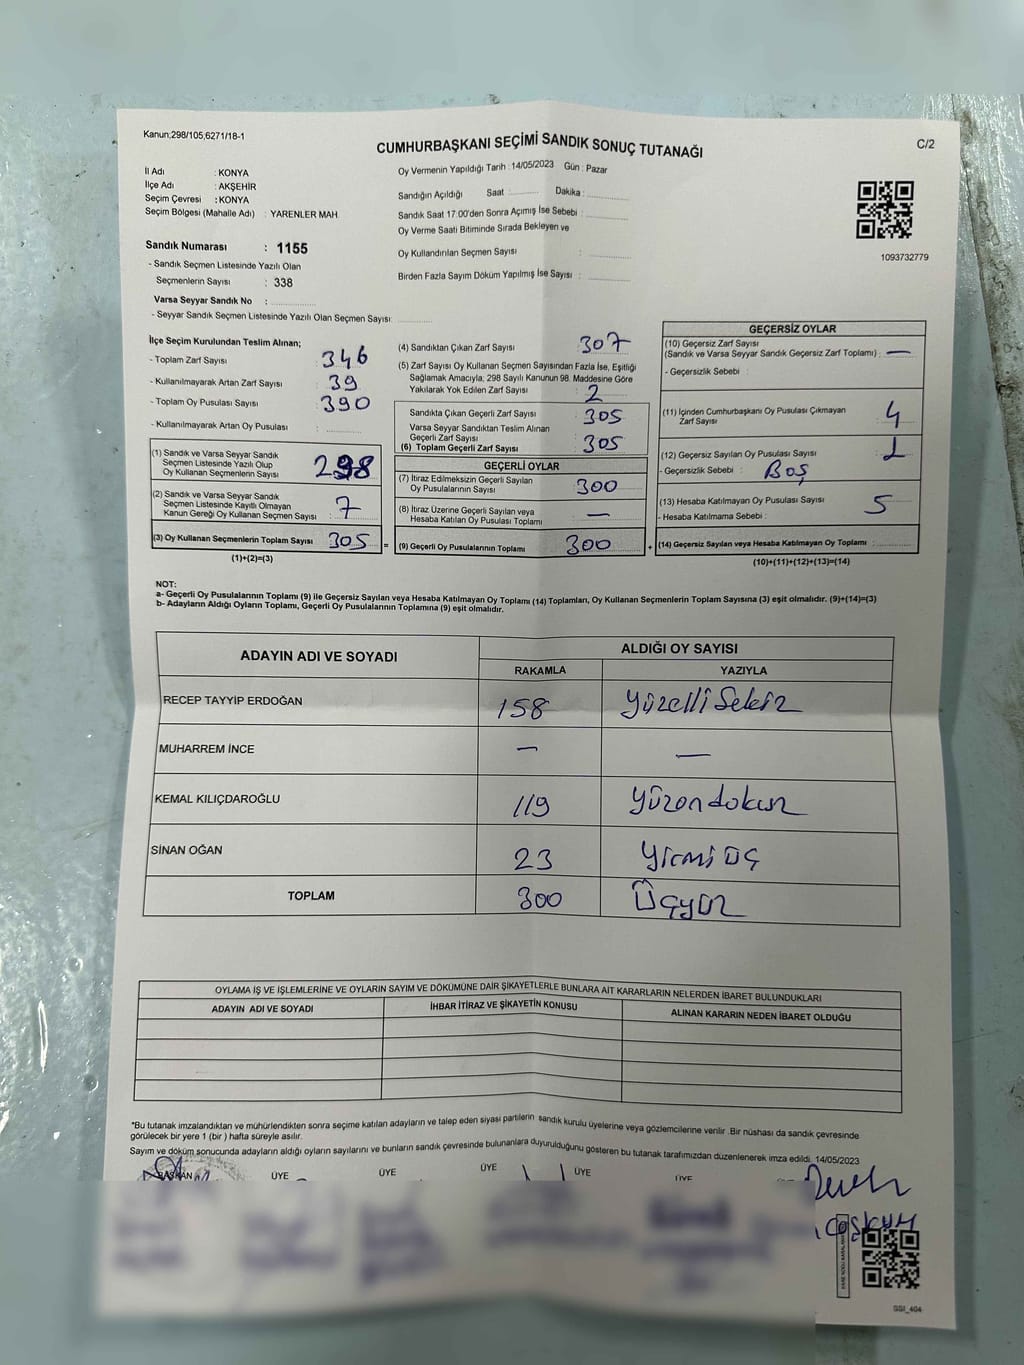 Kanun;298/105,6271/18-1
CUMHURBAŞKANI SEÇİMİ SANDIK SONUÇ TUTANAĞI
C/2
İl Adı : KONYA
İlçe Adı : AKŞEHİR
Seçim Çevresi : KONYA
Seçim Bölgesi (Mahalle Adı) : YARENLER MAH.
Sandık Numarası : 1155
- Sandık Seçmen Listesinde Yazılı Olan
Seçmenlerin Sayısı : 338
Varsa Seyyar Sandık No :
- Seyyar Sandık Seçmen Listesinde Yazılı Olan Seçmen Sayısı:
Oy Vermenin Yapıldığı Tarih : 14/05/2023 Gün : Pazar
Sandığın Açıldığı Saat : Dakika :
Sandık Saat 17:00'den Sonra Açımış İse Sebebi :
Oy Verme Saati Bitiminde Sırada Bekleyen ve
Oy Kullandırılan Seçmen Sayısı :
Birden Fazla Sayım Döküm Yapılmış İse Sayısı :
1093732779
İlçe Seçim Kurulundan Teslim Alınan;
- Toplam Zarf Sayısı : 346
- Kullanılmayarak Artan Zarf Sayısı : 39
- Toplam Oy Pusulası Sayısı : 390
- Kullanılmayarak Artan Oy Pusulası :
(1) Sandık ve Varsa Seyyar Sandık
Seçmen Listesinde Yazılı Olup
Oy Kullanan Seçmenlerin Sayısı : 298
(2) Sandık ve Varsa Seyyar Sandık
Seçmen Listesinde Kayıtlı Olmayan
Kanun Gereği Oy Kullanan Seçmen Sayısı : 7
(3) Oy Kullanan Seçmenlerin Toplam Sayısı : 305 =
(1)+(2)=(3)
(4) Sandıktan Çıkan Zarf Sayısı : 307
(5) Zarf Sayısı Oy Kullanan Seçmen Sayısından Fazla İse, Eşitliği
Sağlamak Amacıyla; 298 Sayılı Kanunun 98. Maddesine Göre
Yakılarak Yok Edilen Zarf Sayısı : 2
Sandıkta Çıkan Geçerli Zarf Sayısı : 305
Varsa Seyyar Sandıktan Teslim Alınan
Geçerli Zarf Sayısı
(6) Toplam Geçerli Zarf Sayısı : 305
GEÇERLİ OYLAR
(7) İtiraz Edilmeksizin Geçerli Sayılan
Oy Pusulalarının Sayısı : 300
(8) İtiraz Üzerine Geçerli Sayılan veya
Hesaba Katılan Oy Pusulası Toplamı : —
(9) Geçerli Oy Pusulalarının Toplamı : 300 +
GEÇERSİZ OYLAR
(10) Geçersiz Zarf Sayısı
(Sandık ve Varsa Seyyar Sandık Geçersiz Zarf Toplamı) : —
- Geçersizlik Sebebi :
(11) İçinden Cumhurbaşkanı Oy Pusulası Çıkmayan
Zarf Sayısı : 4
(12) Geçersiz Sayılan Oy Pusulası Sayısı : 1
- Geçersizlik Sebebi : BOŞ
(13) Hesaba Katılmayan Oy Pusulası Sayısı : 5
- Hesaba Katılmama Sebebi :
(14) Geçersiz Sayılan veya Hesaba Katılmayan Oy Toplamı :
(10)+(11)+(12)+(13)=(14)
NOT:
a- Geçerli Oy Pusulalarının Toplamı (9) ile Geçersiz Sayılan veya Hesaba Katılmayan Oy Toplamı (14) Toplamları, Oy Kullanan Seçmenlerin Toplam Sayısına (3) eşit olmalıdır. (9)+(14)=(3)
b- Adayların Aldığı Oyların Toplamı, Geçerli Oy Pusulalarının Toplamına (9) eşit olmalıdır.
ADAYIN ADI VE SOYADI ALDIĞI OY SAYISI
RAKAMLA YAZIYLA
RECEP TAYYİP ERDOĞAN 158 Yüzelli Sekiz
MUHARREM İNCE — —
KEMAL KILIÇDAROĞLU 119 Yüzon dokuz
SİNAN OĞAN 23 Yirmi üç
TOPLAM 300 Üçyüz
OYLAMA İŞ VE İŞLEMLERİNE VE OYLARIN SAYIM VE DÖKÜMÜNE DAİR ŞİKAYETLERLE BUNLARA AİT KARARLARIN NELERDEN İBARET BULUNDUKLARI
ADAYIN ADI VE SOYADI İHBAR İTİRAZ VE ŞİKAYETİN KONUSU ALINAN KARARIN NEDEN İBARET OLDUĞU
*Bu tutanak imzalandıktan ve mühürlendikten sonra seçime katılan adayların ve talep eden siyasi partilerin sandık kurulu üyelerine veya gözlemcilerine verilir .Bir nüshası da sandık çevresinde
görülecek bir yere 1 (bir ) hafta süreyle asılır.
Sayım ve döküm sonucunda adayların aldığı oyların sayılarını ve bunların sandık çevresinde bulunanlara duyurulduğunu gösteren bu tutanak tarafımızdan düzenlenerek imza edildi. 14/05/2023
BAŞKAN ÜYE ÜYE ÜYE ÜYE ÜYE
COŞKUN
SSI_404